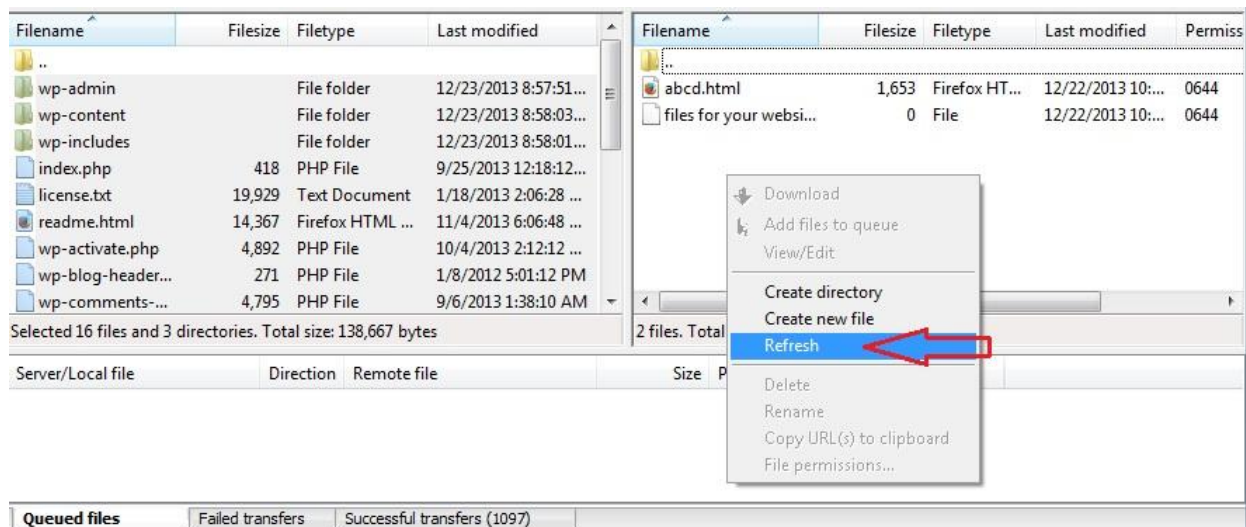 Filename Filesize Filetype Last modified
..
wp-admin File folder 12/23/2013 8:57:51...
wp-content File folder 12/23/2013 8:58:03...
wp-includes File folder 12/23/2013 8:58:01...
index.php 418 PHP File 9/25/2013 12:18:12...
license.txt 19,929 Text Document 1/18/2013 2:06:28 ...
readme.html 14,367 Firefox HTML ... 11/4/2013 6:06:48 ...
wp-activate.php 4,892 PHP File 10/4/2013 2:12:12 ...
wp-blog-header... 271 PHP File 1/8/2012 5:01:12 PM
wp-comments-... 4,795 PHP File 9/6/2013 1:38:10 AM
Selected 16 files and 3 directories. Total size: 138,667 bytes
Filename Filesize Filetype Last modified Permiss
..
abcd.html 1,653 Firefox HT... 12/22/2013 10:... 0644
files for your websi... 0 File 12/22/2013 10:... 0644
2 files. Total
Download
Add files to queue
View/Edit
Create directory
Create new file
Refresh
Delete
Rename
Copy URL(s) to clipboard
File permissions...
Server/Local file Direction Remote file Size P
Queued files Failed transfers Successful transfers (1097)